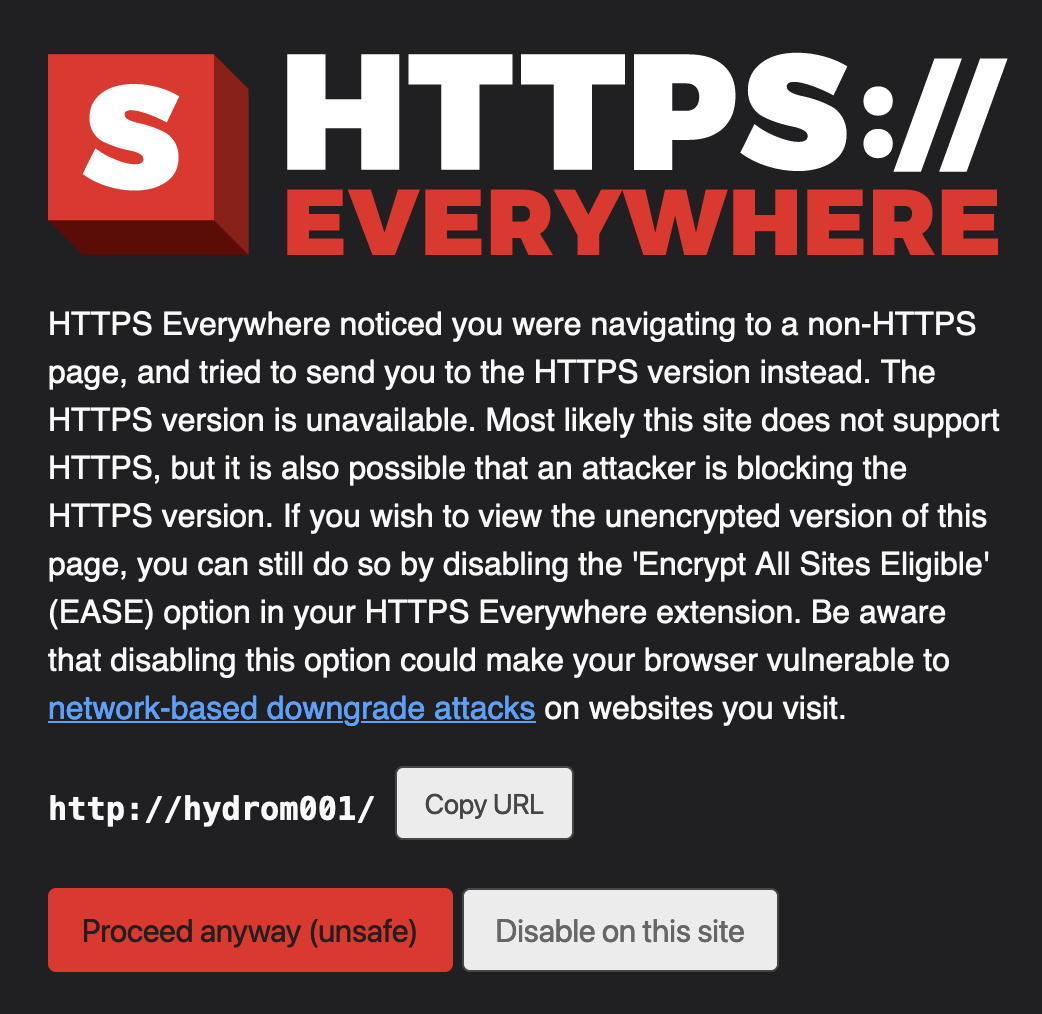 S
HTTPS://
EVERYWHERE
HTTPS Everywhere noticed you were navigating to a non-HTTPS
page, and tried to send you to the HTTPS version instead. The
HTTPS version is unavailable. Most likely this site does not support
HTTPS, but it is also possible that an attacker is blocking the
HTTPS version. If you wish to view the unencrypted version of this
page, you can still do so by disabling the 'Encrypt All Sites Eligible'
(EASE) option in your HTTPS Everywhere extension. Be aware
that disabling this option could make your browser vulnerable to
network-based downgrade attacks on websites you visit.
http://hydrom001/ Copy URL
Proceed anyway (unsafe) Disable on this site